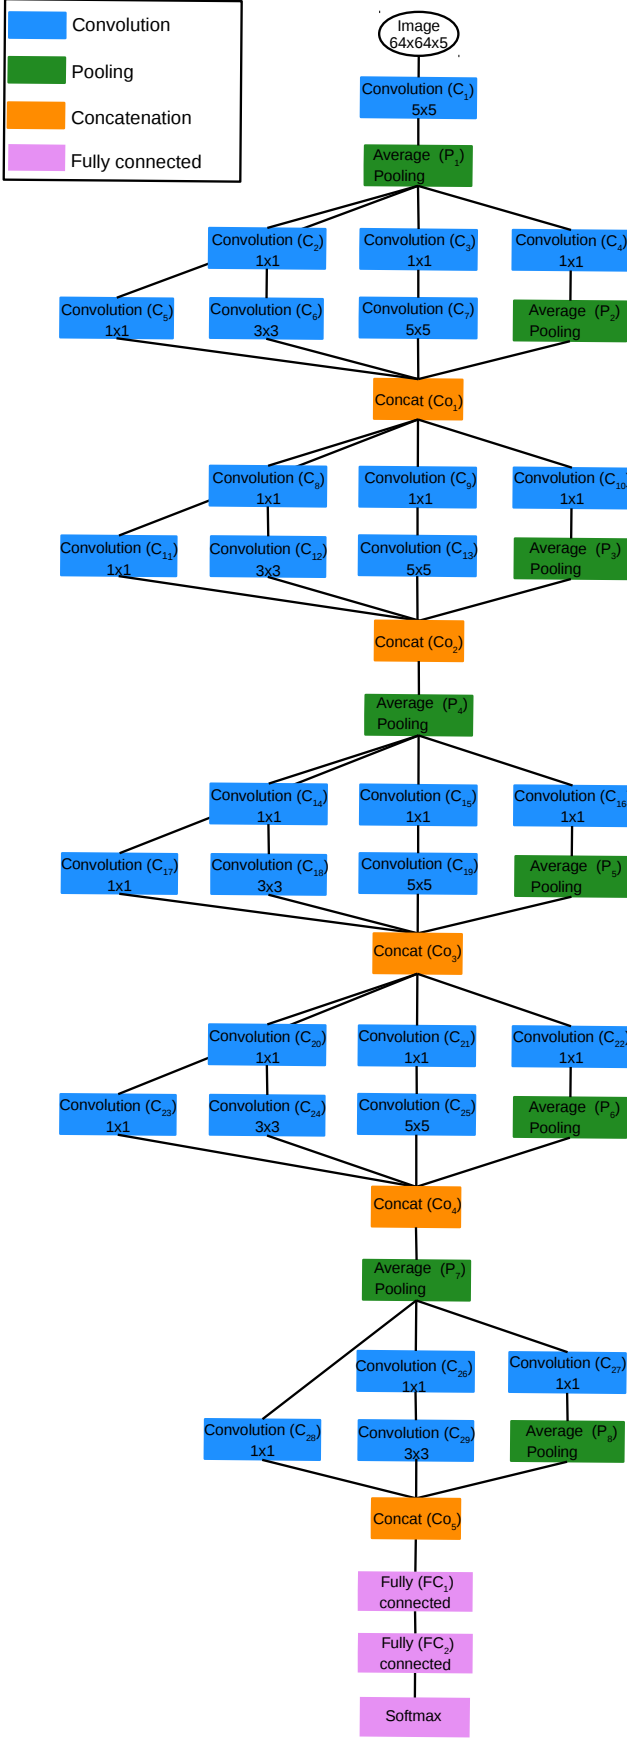 Convolution
Pooling
Concatenation
Fully connected
Image
64x64x5
Convolution (C1)
5x5
Average (P1)
Pooling
Convolution (C2)
1x1
Convolution (C3)
1x1
Convolution (C4)
1x1
Convolution (C5)
1x1
Convolution (C6)
3x3
Convolution (C7)
5x5
Average (P2)
Pooling
Concat (Co1)
Convolution (C8)
1x1
Convolution (C9)
1x1
Convolution (C10
1x1
Convolution (C11)
1x1
Convolution (C12)
3x3
Convolution (C13)
5x5
Average (P3)
Pooling
Concat (Co2)
Average (P4)
Pooling
Convolution (C14)
1x1
Convolution (C15)
1x1
Convolution (C16
1x1
Convolution (C17)
1x1
Convolution (C18)
3x3
Convolution (C19)
5x5
Average (P5)
Pooling
Concat (Co3)
Convolution (C20)
1x1
Convolution (C21)
1x1
Convolution (C22)
1x1
Convolution (C23)
1x1
Convolution (C24)
3x3
Convolution (C25)
5x5
Average (P6)
Pooling
Concat (Co4)
Average (P7)
Pooling
Convolution (C26)
1x1
Convolution (C27)
1x1
Convolution (C28)
1x1
Convolution (C29)
3x3
Average (P8)
Pooling
Concat (Co5)
Fully (FC1)
connected
Fully (FC2)
connected
Softmax